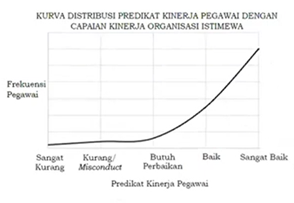 KURVA DISTRIBUSI PREDIKAT KINERJA PEGAWAI DENGAN
CAPAIAN KINERJA ORGANISASI ISTIMEWA
Frekuensi
Pegawai
Sangat Kurang/ Butuh Baik Sangat Baik
Kurang Misconduct Perbaikan
Predikat Kinerja Pegawai